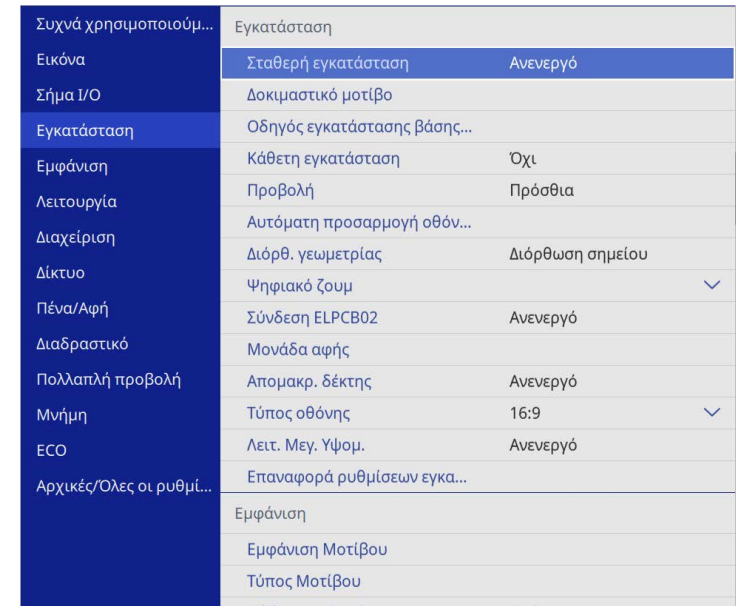 Συχνά χρησιμοποιούμ...
Εικόνα
Σήμα I/O
Εγκατάσταση
Εμφάνιση
Λειτουργία
Διαχείριση
Δίκτυο
Πένα/Αφή
Διαδραστικό
Πολλαπλή προβολή
Μνήμη
ECO
Αρχικές/Όλες οι ρυθμί...
Εγκατάσταση
Σταθερή εγκατάσταση Ανενεργό
Δοκιμαστικό μοτίβο
Οδηγός εγκατάστασης βάσης...
Κάθετη εγκατάσταση Όχι
Προβολή Πρόσθια
Αυτόματη προσαρμογή οθόν...
Διόρθ. γεωμετρίας Διόρθωση σημείου
Ψηφιακό ζουμ
Σύνδεση ELPCB02 Ανενεργό
Μονάδα αφής
Απομακρ. δέκτης Ανενεργό
Τύπος οθόνης 16:9
Λειτ. Μεγ. Υψομ. Ανενεργό
Επαναφορά ρυθμίσεων εγκα...
Εμφάνιση
Εμφάνιση Μοτίβου
Τύπος Μοτίβου